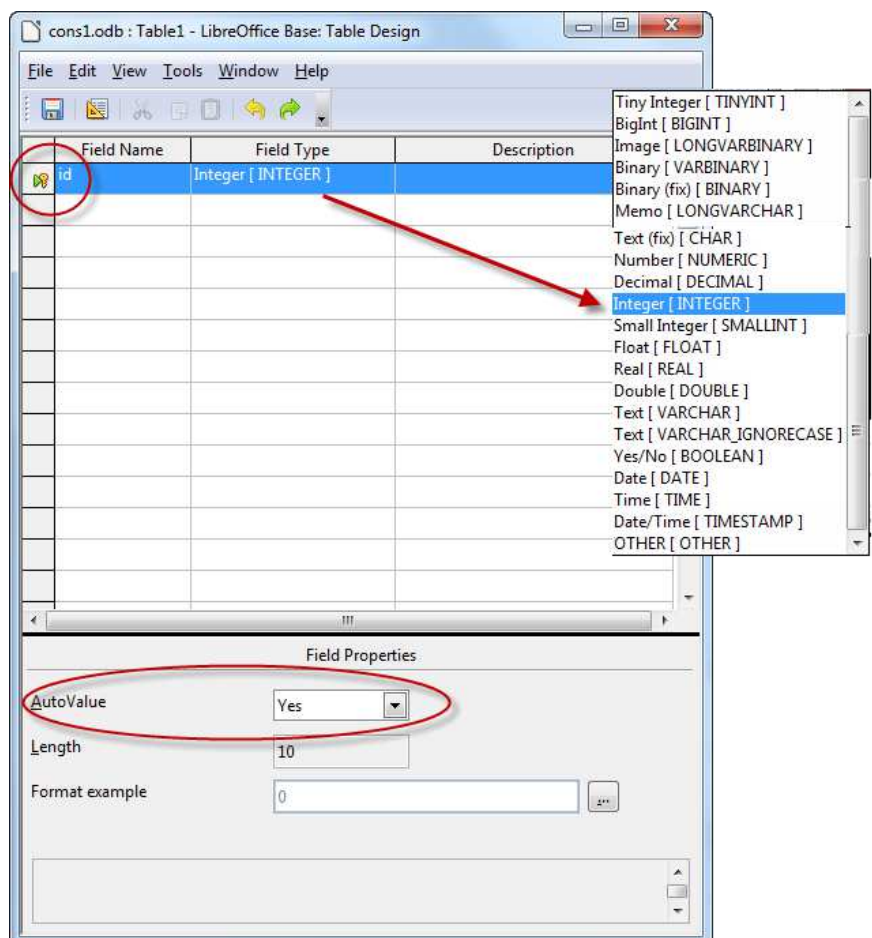 cons1.odb : Table1 - LibreOffice Base: Table Design
File Edit View Tools Window Help
Field Name Field Type Description
id Integer [ INTEGER ]
Tiny Integer [ TINYINT ]
BigInt [ BIGINT ]
Image [ LONGVARBINARY ]
Binary [ VARBINARY ]
Binary (fix) [ BINARY ]
Memo [ LONGVARCHAR ]
Text (fix) [ CHAR ]
Number [ NUMERIC ]
Decimal [ DECIMAL ]
Integer [ INTEGER ]
Small Integer [ SMALLINT ]
Float [ FLOAT ]
Real [ REAL ]
Double [ DOUBLE ]
Text [ VARCHAR ]
Text [ VARCHAR_IGNORECASE ]
Yes/No [ BOOLEAN ]
Date [ DATE ]
Time [ TIME ]
Date/Time [ TIMESTAMP ]
OTHER [ OTHER ]
Field Properties
AutoValue Yes
Length 10
Format example 0 ...